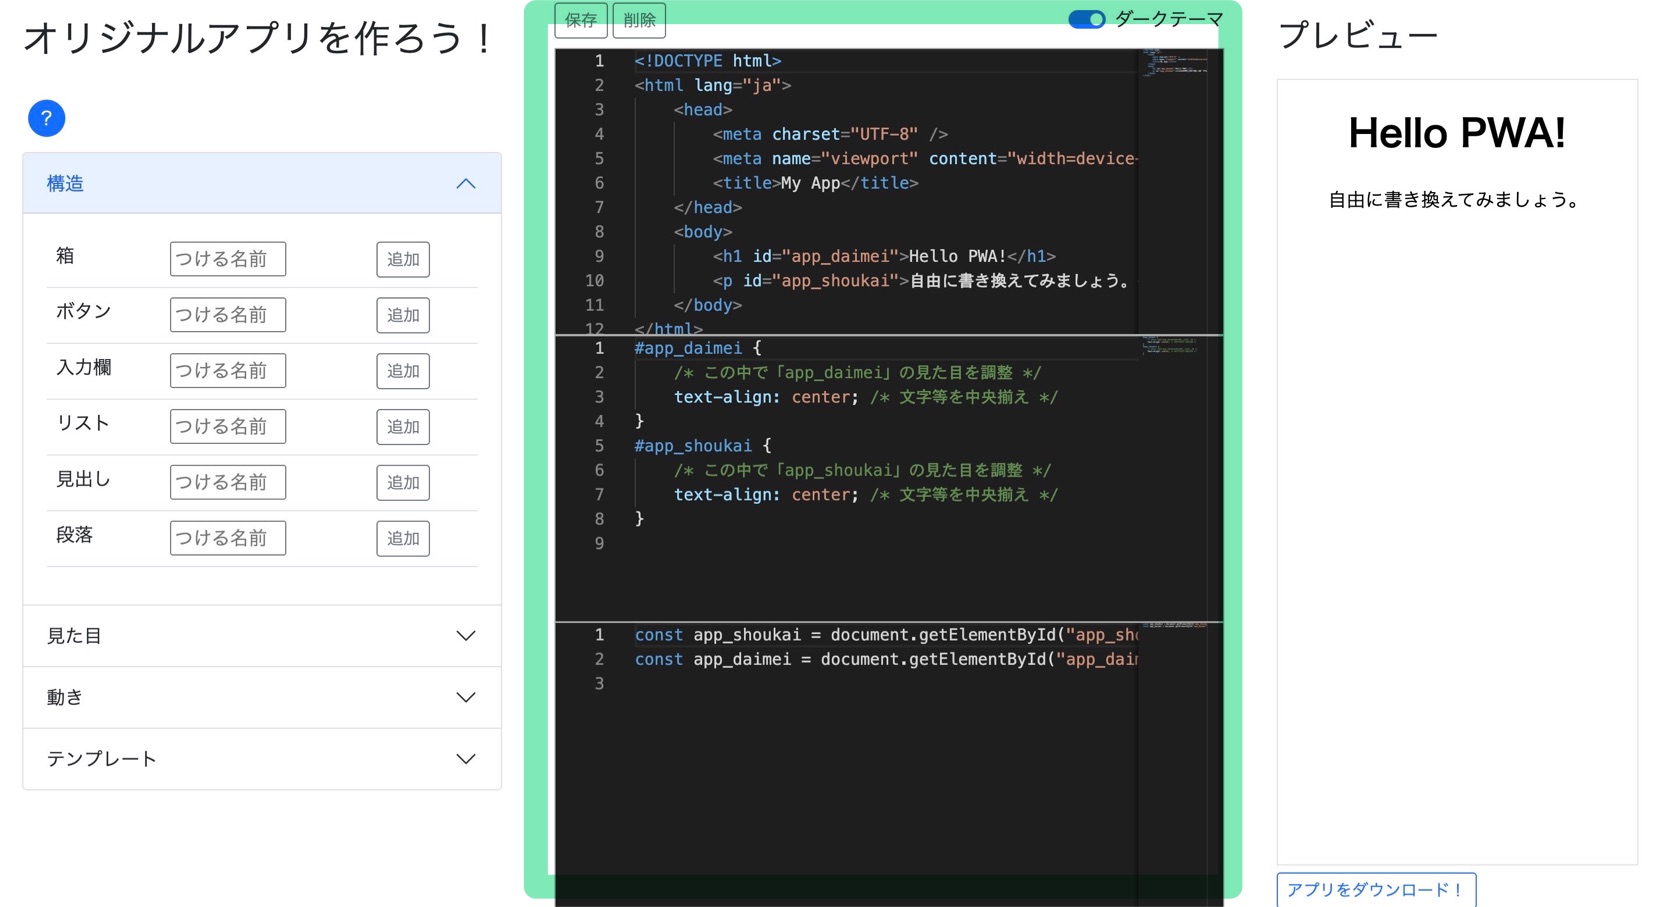 オリジナルアプリを作ろう！
?
構造
箱 つける名前 追加
ボタン つける名前 追加
入力欄 つける名前 追加
リスト つける名前 追加
見出し つける名前 追加
段落 つける名前 追加
見た目
動き
テンプレート
保存 削除 ダークテーマ
1 <!DOCTYPE html>
2 <html lang="ja">
3 <head>
4 <meta charset="UTF-8" />
5 <meta name="viewport" content="width=device-
6 <title>My App</title>
7 </head>
8 <body>
9 <h1 id="app_daimei">Hello PWA!</h1>
10 <p id="app_shoukai">自由に書き換えてみましょう。
11 </body>
12 </html>
1 #app_daimei {
2 /* この中で「app_daimei」の見た目を調整 */
3 text-align: center; /* 文字等を中央揃え */
4 }
5 #app_shoukai {
6 /* この中で「app_shoukai」の見た目を調整 */
7 text-align: center; /* 文字等を中央揃え */
8 }
9
1 const app_shoukai = document.getElementById("app_sho
2 const app_daimei = document.getElementById("app_daim
3
プレビュー
Hello PWA!
自由に書き換えてみましょう。
アプリをダウンロード！